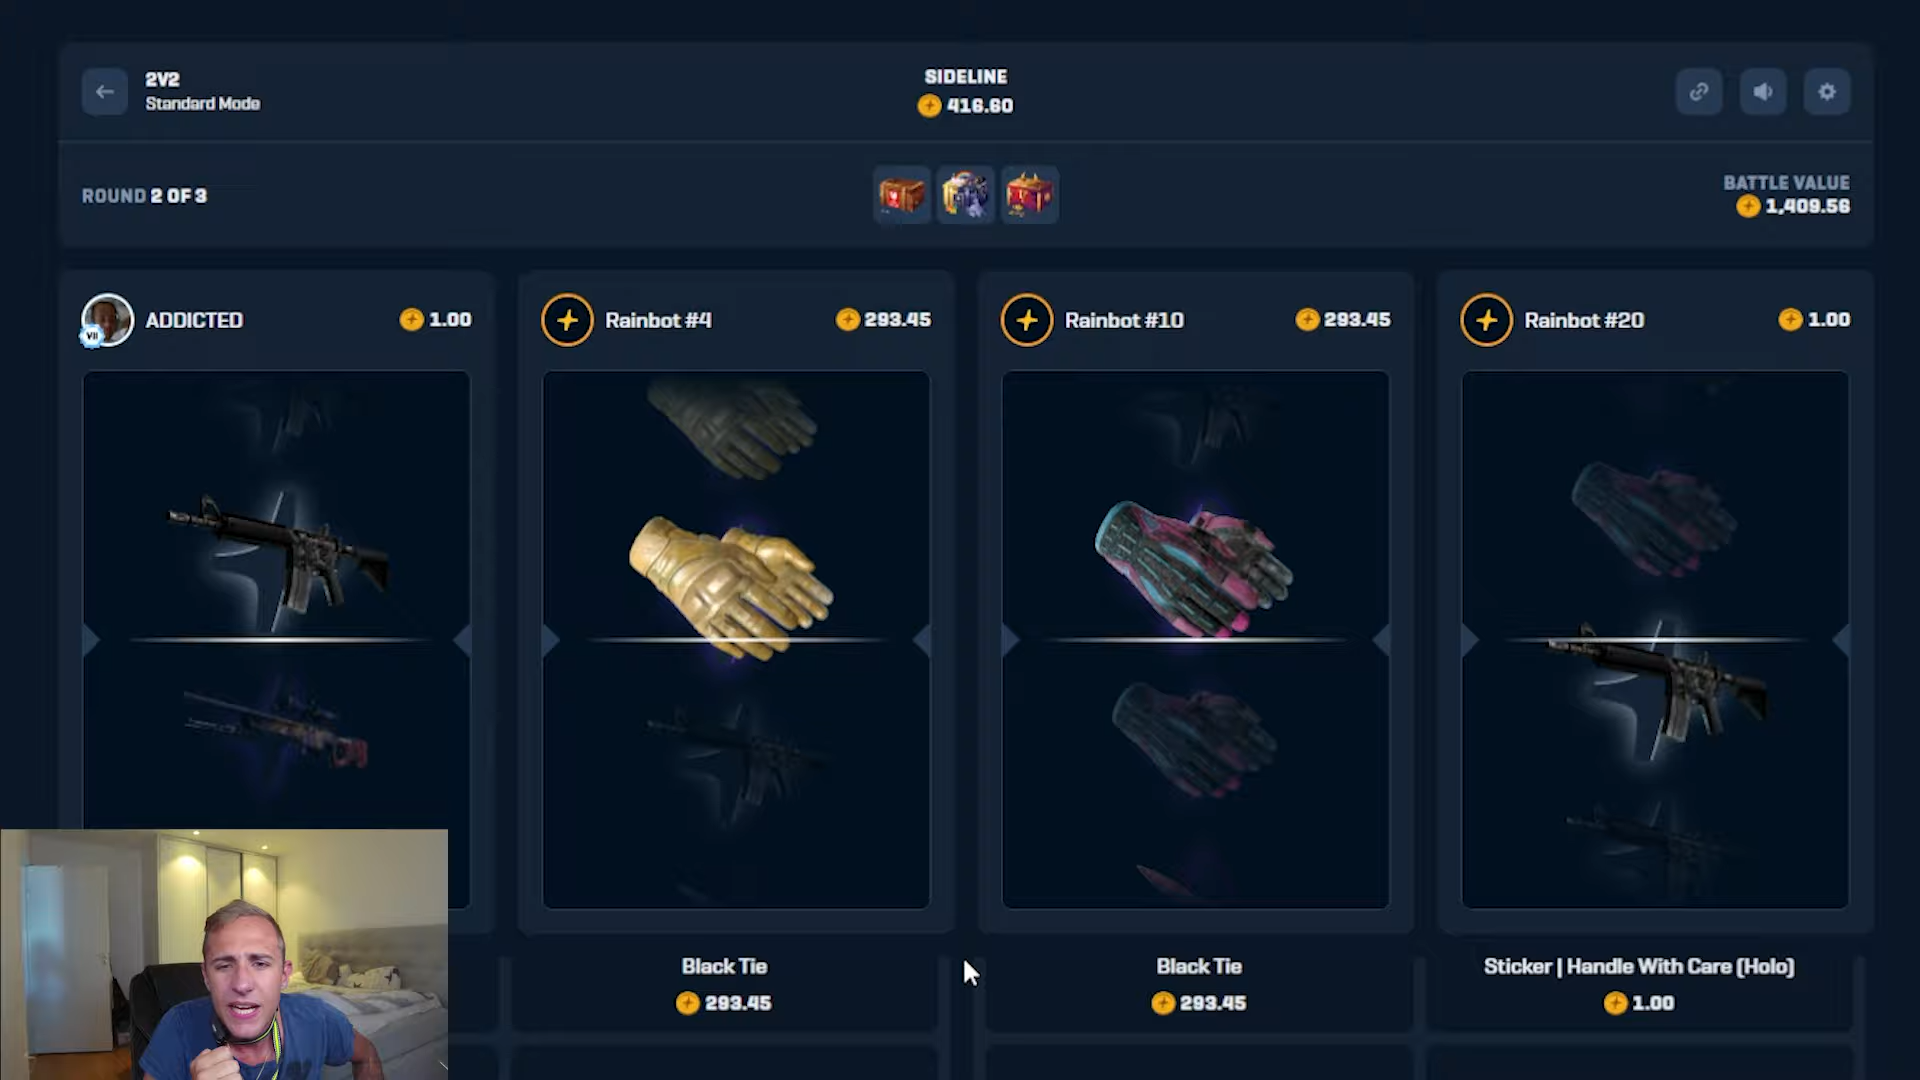 2V2
Standard Mode
SIDELINE
416.60
ROUND 2 OF 3
BATTLE VALUE
1,409.56
VII
ADDICTED
1.00
Rainbot #4
293.45
Rainbot #10
293.45
Rainbot #20
1.00
Black Tie
293.45
Black Tie
293.45
Sticker | Handle With Care (Holo)
1.00